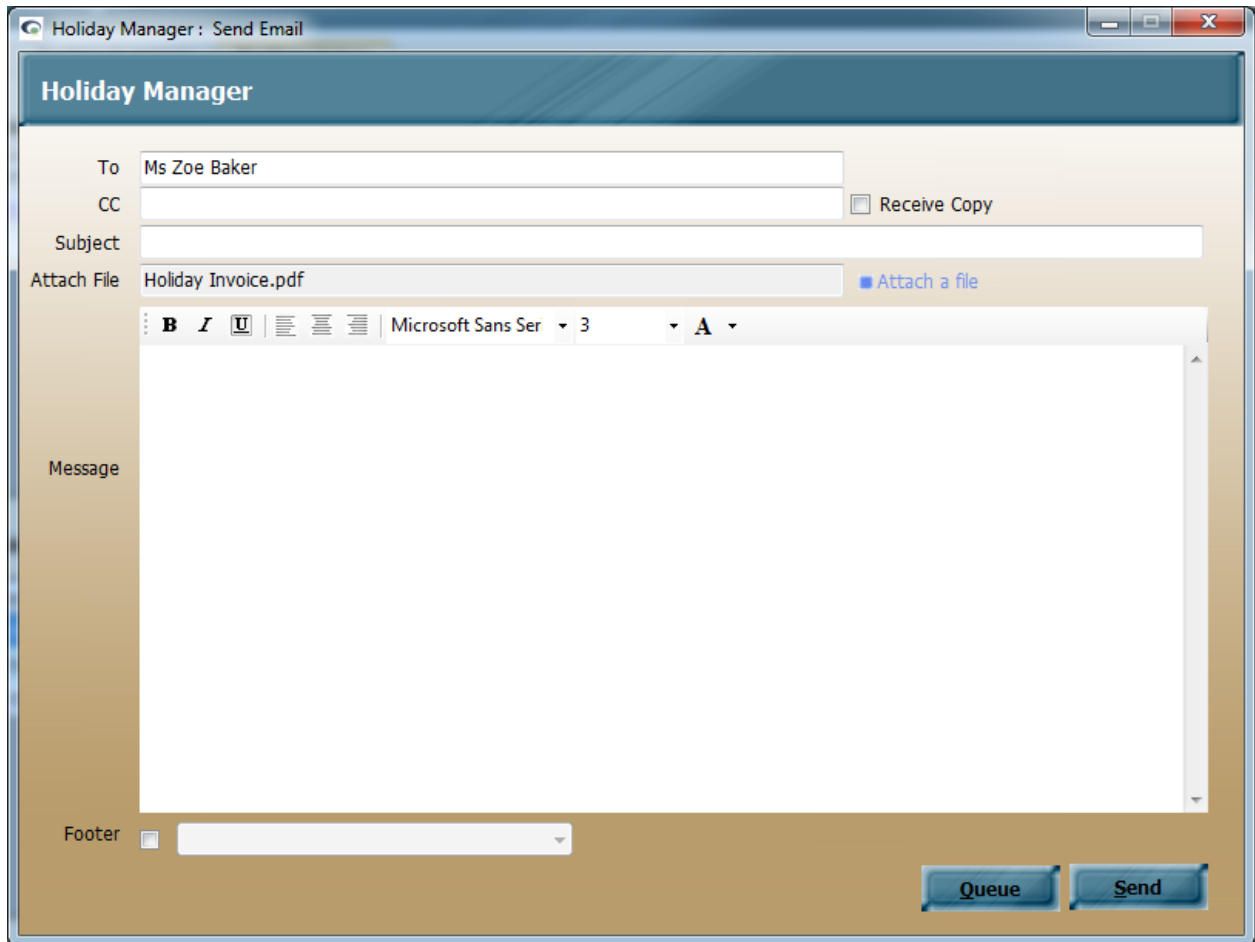 Holiday Manager : Send Email
Holiday Manager
To Ms Zoe Baker
CC Receive Copy
Subject
Attach File Holiday Invoice.pdf Attach a file
B I U Microsoft Sans Ser 3 A
Message
Footer
Queue Send